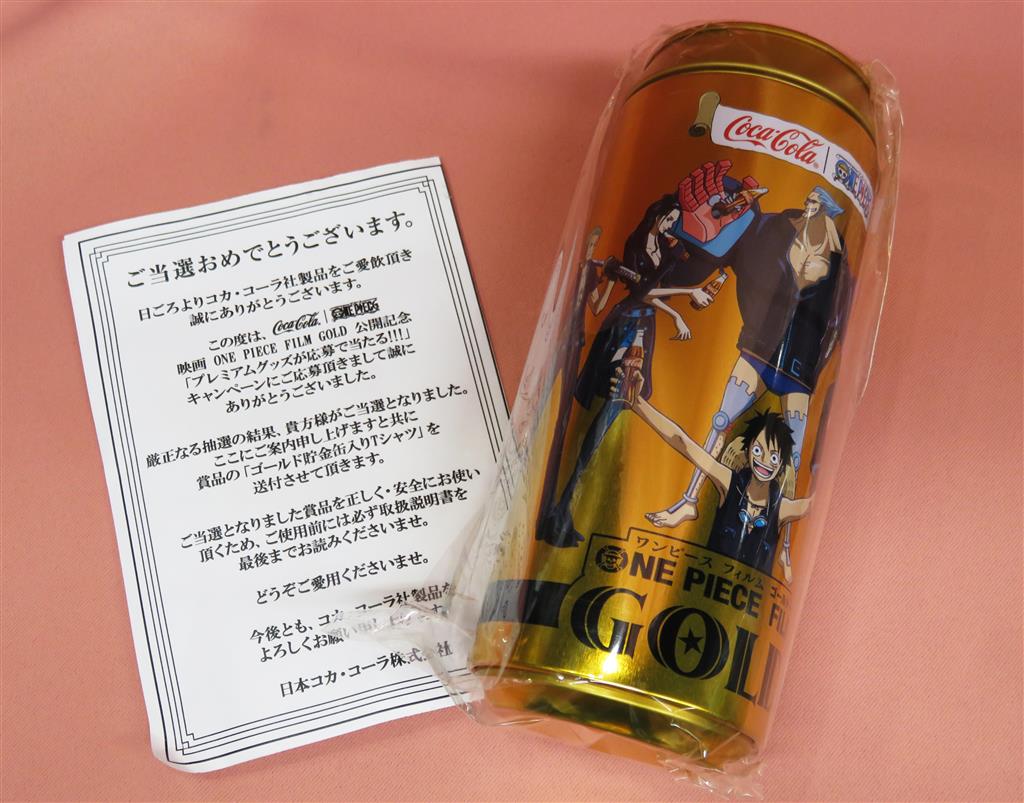 ご当選おめでとうございます。
日ごろよりコカ・コーラ社製品をご愛飲頂き
誠にありがとうございます。
この度は、Coca-Cola ONE PIECE
映画 ONE PIECE FILM GOLD 公開記念
「プレミアムグッズが応募で当たる!!!」
キャンペーンにご応募頂きまして誠に
ありがとうございました。
厳正なる抽選の結果、貴方様がご当選となりました。
ここにご案内申し上げますと共に
賞品の「ゴールド貯金缶入りTシャツ」を
送付させて頂きます。
ご当選となりました賞品を正しく・安全にお使い
頂くため、ご使用前には必ず取扱説明書を
最後までお読みくださいませ。
どうぞご愛用くださいませ。
今後とも、コカ・コーラ社製品を
よろしくお願い
日本コカ・コーラ株式会社
Coca-Cola
ワンピース フィルム
ONE PIECE